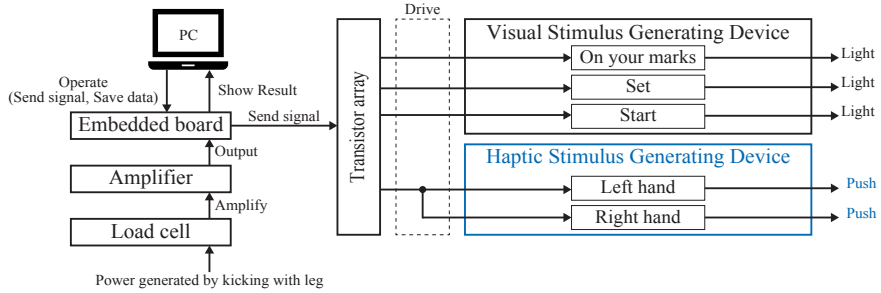 PC
Operate
(Send signal, Save data)
Show Result
Embedded board
Send signal
Output
Amplifier
Amplify
Load cell
Power generated by kicking with leg
Transistor array
Drive
Visual Stimulus Generating Device
On your marks
Light
Set
Light
Start
Light
Haptic Stimulus Generating Device
Left hand
Push
Right hand
Push